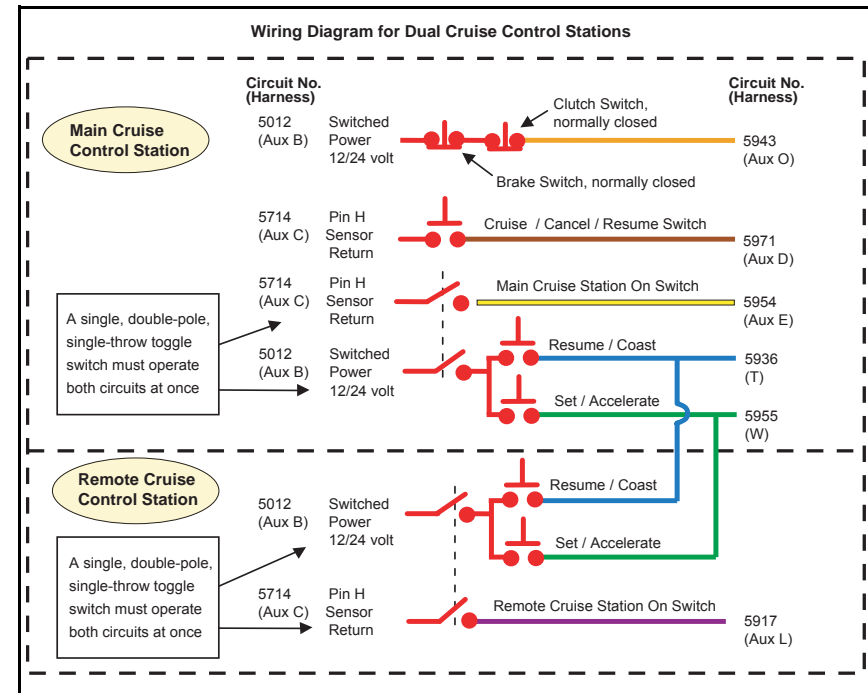 Wiring Diagram for Dual Cruise Control Stations
Circuit No.
(Harness)
Circuit No.
(Harness)
Main Cruise
Control Station
5012
(Aux B)
Switched
Power
12/24 volt
Clutch Switch,
normally closed
Brake Switch, normally closed
5943
(Aux O)
5714
(Aux C)
Pin H
Sensor
Return
Cruise / Cancel / Resume Switch
5971
(Aux D)
5714
(Aux C)
Pin H
Sensor
Return
Main Cruise Station On Switch
5954
(Aux E)
A single, double-pole,
single-throw toggle
switch must operate
both circuits at once
5012
(Aux B)
Switched
Power
12/24 volt
Resume / Coast
5936
(T)
Set / Accelerate
5955
(W)
Remote Cruise
Control Station
5012
(Aux B)
Switched
Power
12/24 volt
Resume / Coast
Set / Accelerate
A single, double-pole,
single-throw toggle
switch must operate
both circuits at once
5714
(Aux C)
Pin H
Sensor
Return
Remote Cruise Station On Switch
5917
(Aux L)